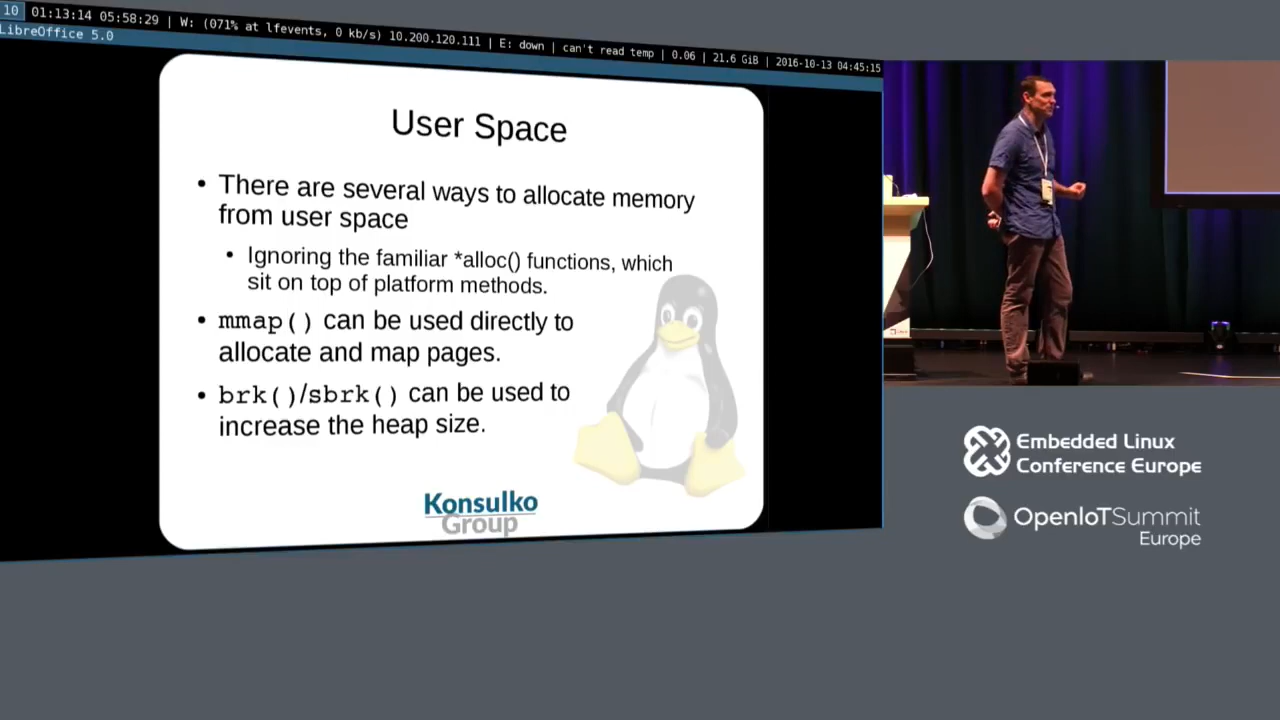 10 01:13:14 05:58:29 | W: (071% at lfevents, 0 kb/s) 10.200.120.111 | E: down | can't read temp | 0.06 | 21.6 GiB | 2016-10-13 04:45:15
LibreOffice 5.0
User Space
• There are several ways to allocate memory
from user space
• Ignoring the familiar *alloc() functions, which
sit on top of platform methods.
• mmap() can be used directly to
allocate and map pages.
• brk()/sbrk() can be used to
increase the heap size.
Konsulko
Group
Embedded Linux
Conference Europe
OpenIoTSummit
Europe